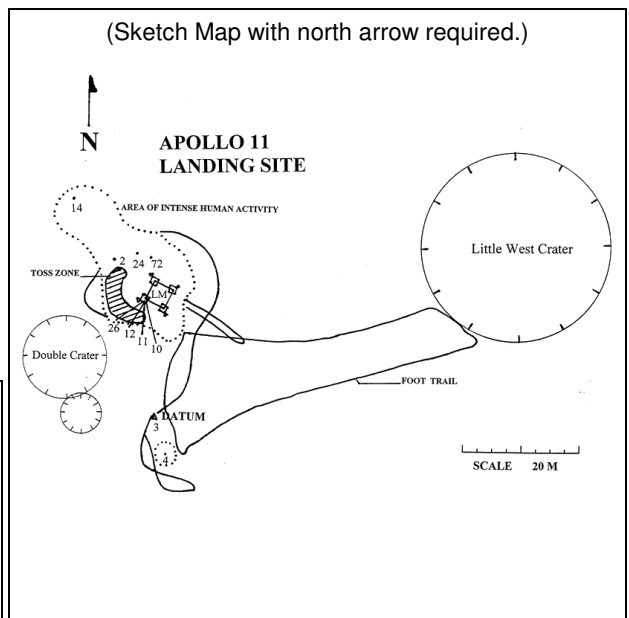 (Sketch Map with north arrow required.)
N
APOLLO 11
LANDING SITE
14
AREA OF INTENSE HUMAN ACTIVITY
Little West Crater
2 24 72
TOSS ZONE
LM
26
12
11
10
Double Crater
FOOT TRAIL
DATUM
3
4
SCALE 20 M